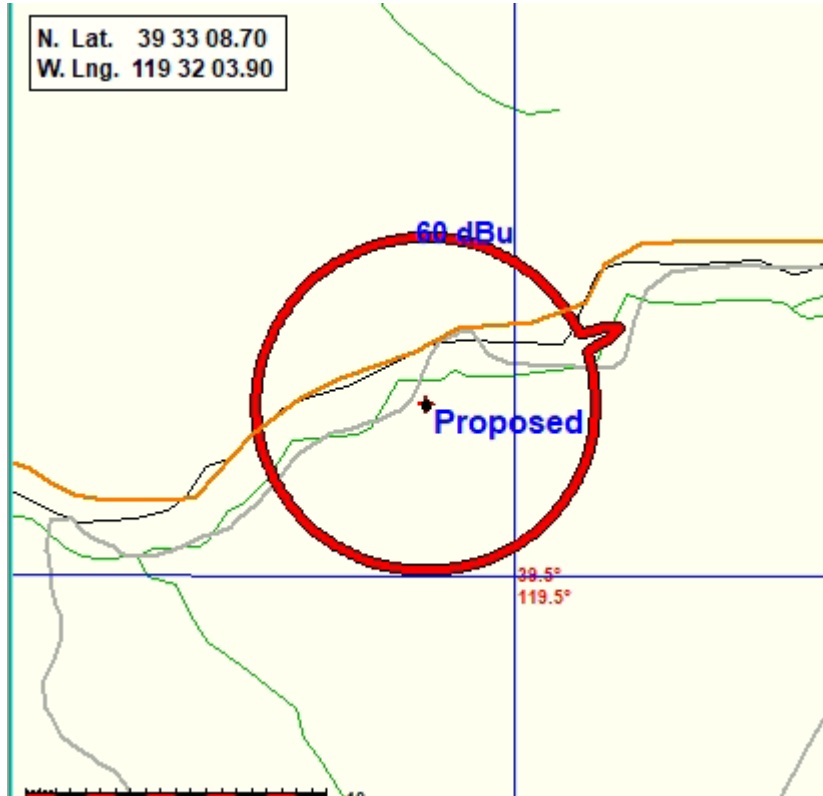 N. Lat. 39 33 08.70
W. Lng. 119 32 03.90
60 dBu
Proposed
39.5°
119.5°